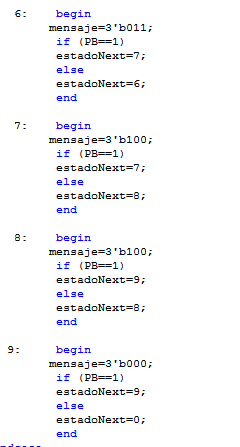 6: begin
mensaje=3'b011;
if (PB==1)
estadoNext=7;
else
estadoNext=6;
end
7: begin
mensaje=3'b100;
if (PB==1)
estadoNext=7;
else
estadoNext=8;
end
8: begin
mensaje=3'b100;
if (PB==1)
estadoNext=9;
else
estadoNext=8;
end
9: begin
mensaje=3'b000;
if (PB==1)
estadoNext=9;
else
estadoNext=0;
end